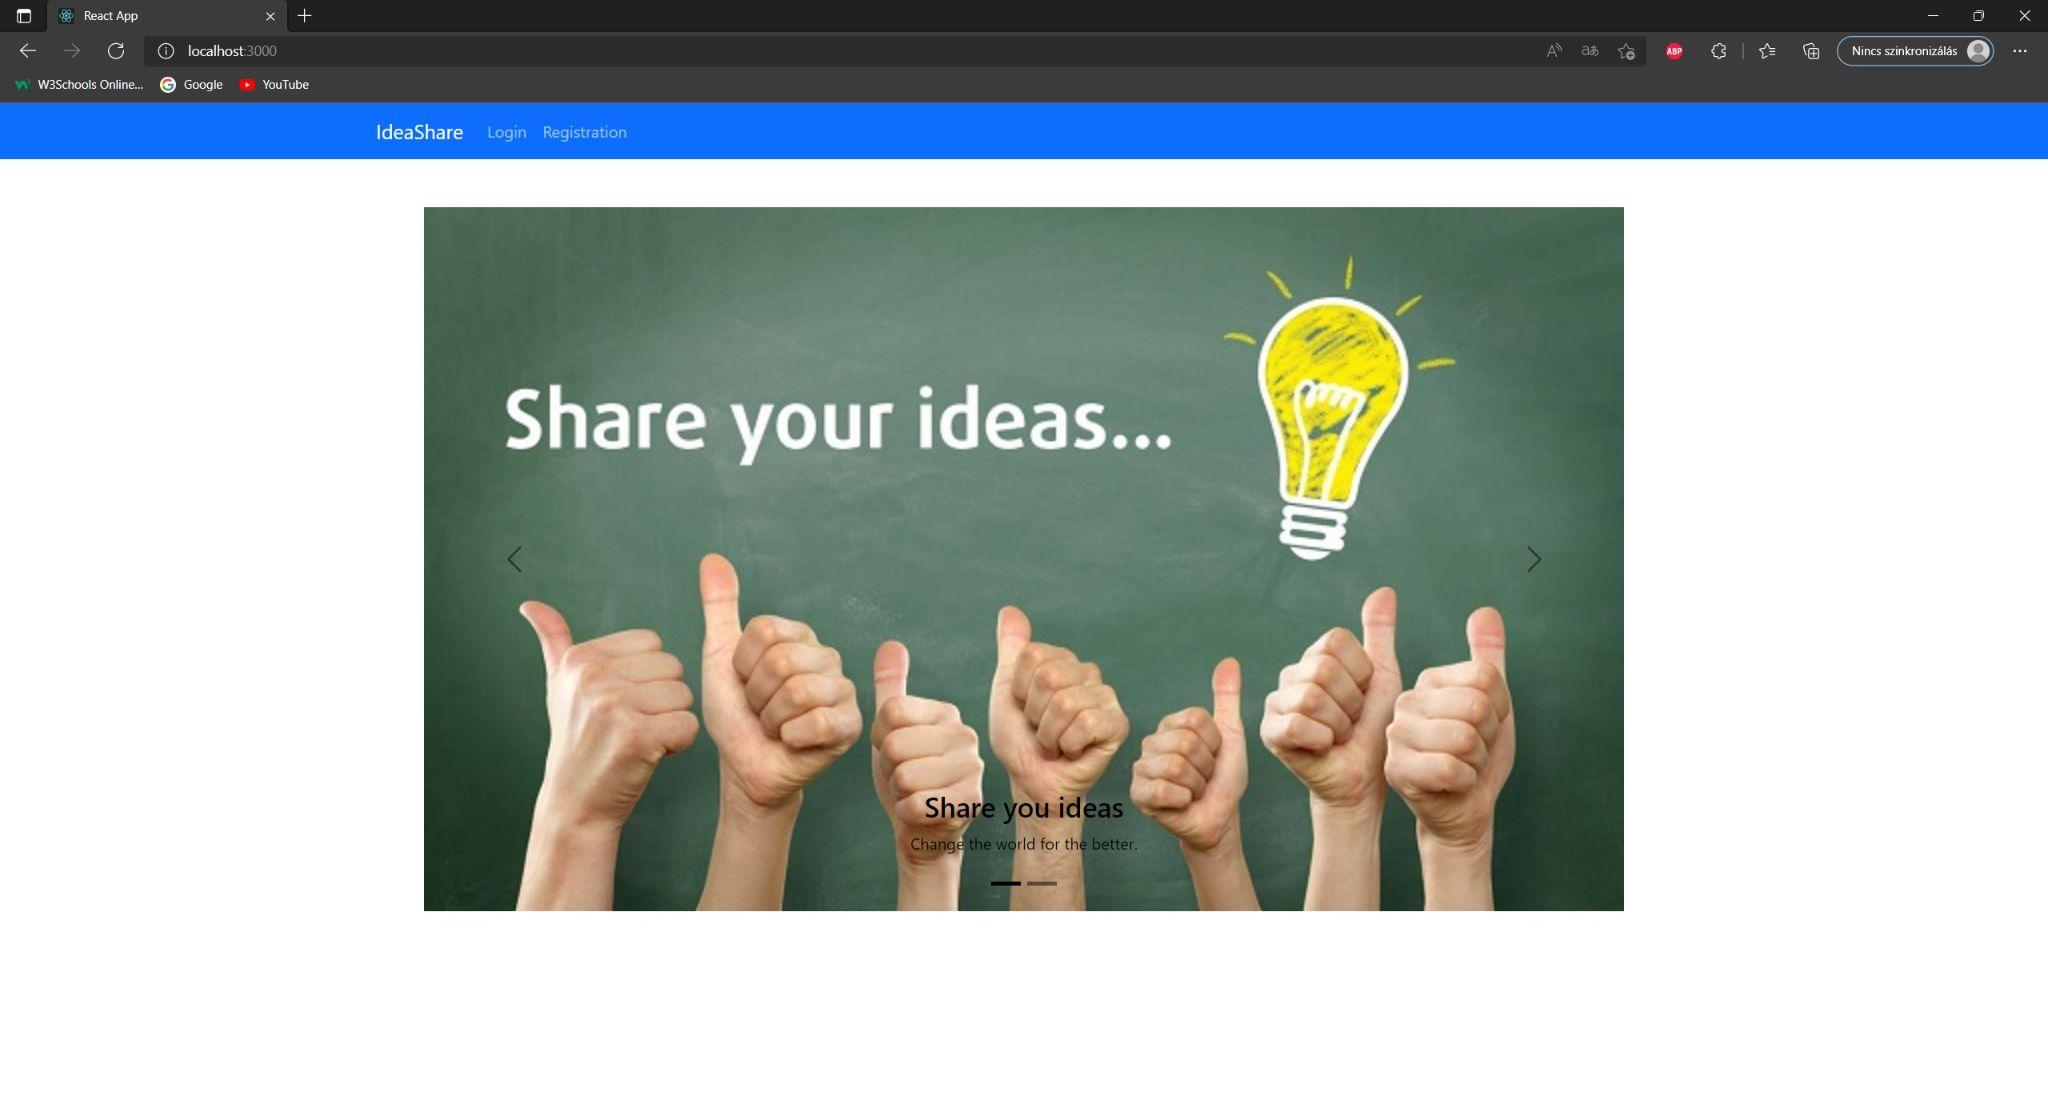 React App
localhost:3000
Nincs szinkronizálás
W3Schools Online... Google YouTube
IdeaShare Login Registration
Share your ideas...
Share you ideas
Change the world for the better.